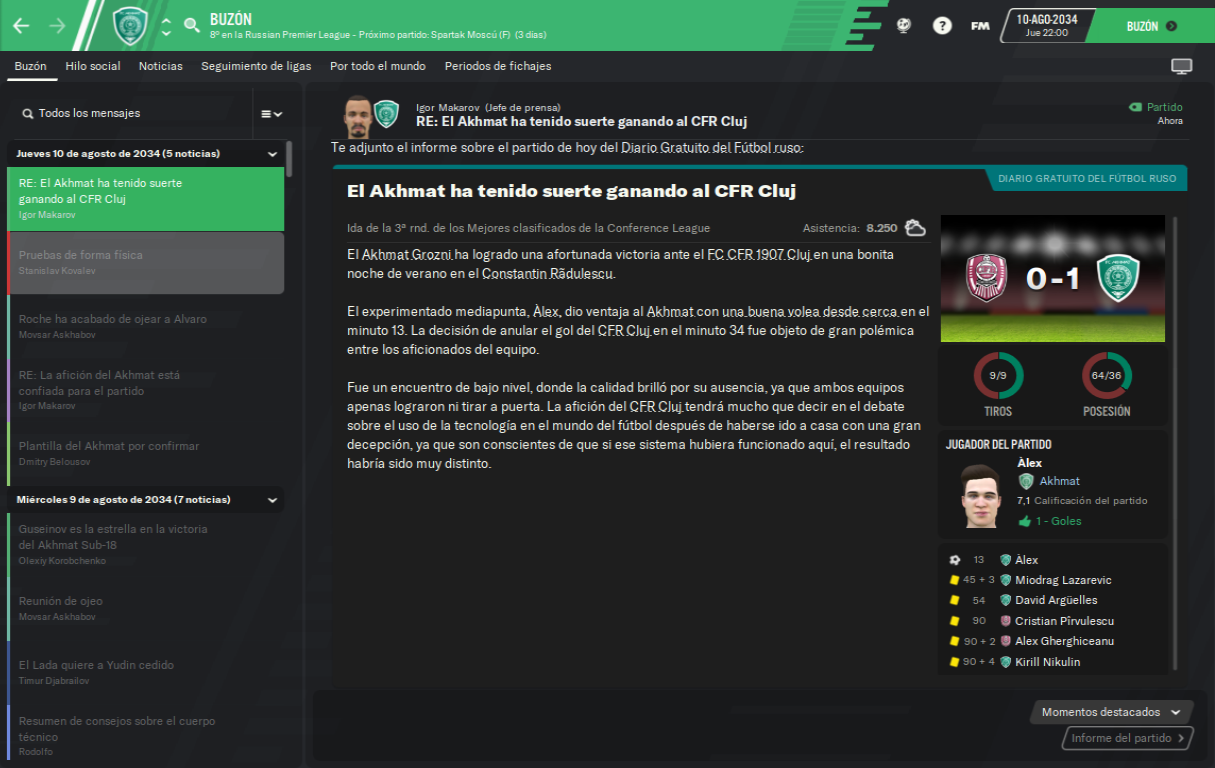 BUZÓN
8º en la Russian Premier League - Próximo partido: Spartak Moscú (F) (3 días)
?
FM
10-AGO-2034
Jue 22:00
BUZÓN
Buzón
Hilo social
Noticias
Seguimiento de ligas
Por todo el mundo
Periodos de fichajes
Todos los mensajes
Jueves 10 de agosto de 2034 (5 noticias)
RE: El Akhmat ha tenido suerte
ganando al CFR Cluj
Igor Makarov
Pruebas de forma física
Stanislav Kovalev
Roche ha acabado de ojear a Alvaro
Movsar Askhabov
RE: La afición del Akhmat está
confiada para el partido
Igor Makarov
Plantilla del Akhmat por confirmar
Dmitry Belousov
Miércoles 9 de agosto de 2034 (7 noticias)
Guseinov es la estrella en la victoria
del Akhmat Sub-18
Olexiy Korobchenko
Reunión de ojeo
Movsar Askhabov
El Lada quiere a Yudin cedido
Timur Djabrailov
Resumen de consejos sobre el cuerpo
técnico
Rodolfo
Igor Makarov (Jefe de prensa)
RE: El Akhmat ha tenido suerte ganando al CFR Cluj
Partido
Ahora
Te adjunto el informe sobre el partido de hoy del Diario Gratuito del Fútbol ruso:
DIARIO GRATUITO DEL FÚTBOL RUSO
El Akhmat ha tenido suerte ganando al CFR Cluj
Ida de la 3ª rnd. de los Mejores clasificados de la Conference League
Asistencia: 8.250
El Akhmat Grozni ha logrado una afortunada victoria ante el FC CFR 1907 Cluj en una bonita
noche de verano en el Constantin Rădulescu.
El experimentado mediapunta, Àlex, dio ventaja al Akhmat con una buena volea desde cerca en el
minuto 13. La decisión de anular el gol del CFR Cluj en el minuto 34 fue objeto de gran polémica
entre los aficionados del equipo.
Fue un encuentro de bajo nivel, donde la calidad brilló por su ausencia, ya que ambos equipos
apenas lograron ni tirar a puerta. La afición del CFR Cluj tendrá mucho que decir en el debate
sobre el uso de la tecnología en el mundo del fútbol después de haberse ido a casa con una gran
decepción, ya que son conscientes de que si ese sistema hubiera funcionado aquí, el resultado
habría sido muy distinto.
0-1
9/9
64/36
TIROS
POSESIÓN
JUGADOR DEL PARTIDO
Àlex
Akhmat
7,1 Calificación del partido
1 - Goles
13 Àlex
45 + 3 Miodrag Lazarevic
54 David Argüelles
90 Cristian Pîrvulescu
90 + 2 Alex Gherghiceanu
90 + 4 Kirill Nikulin
Momentos destacados
Informe del partido